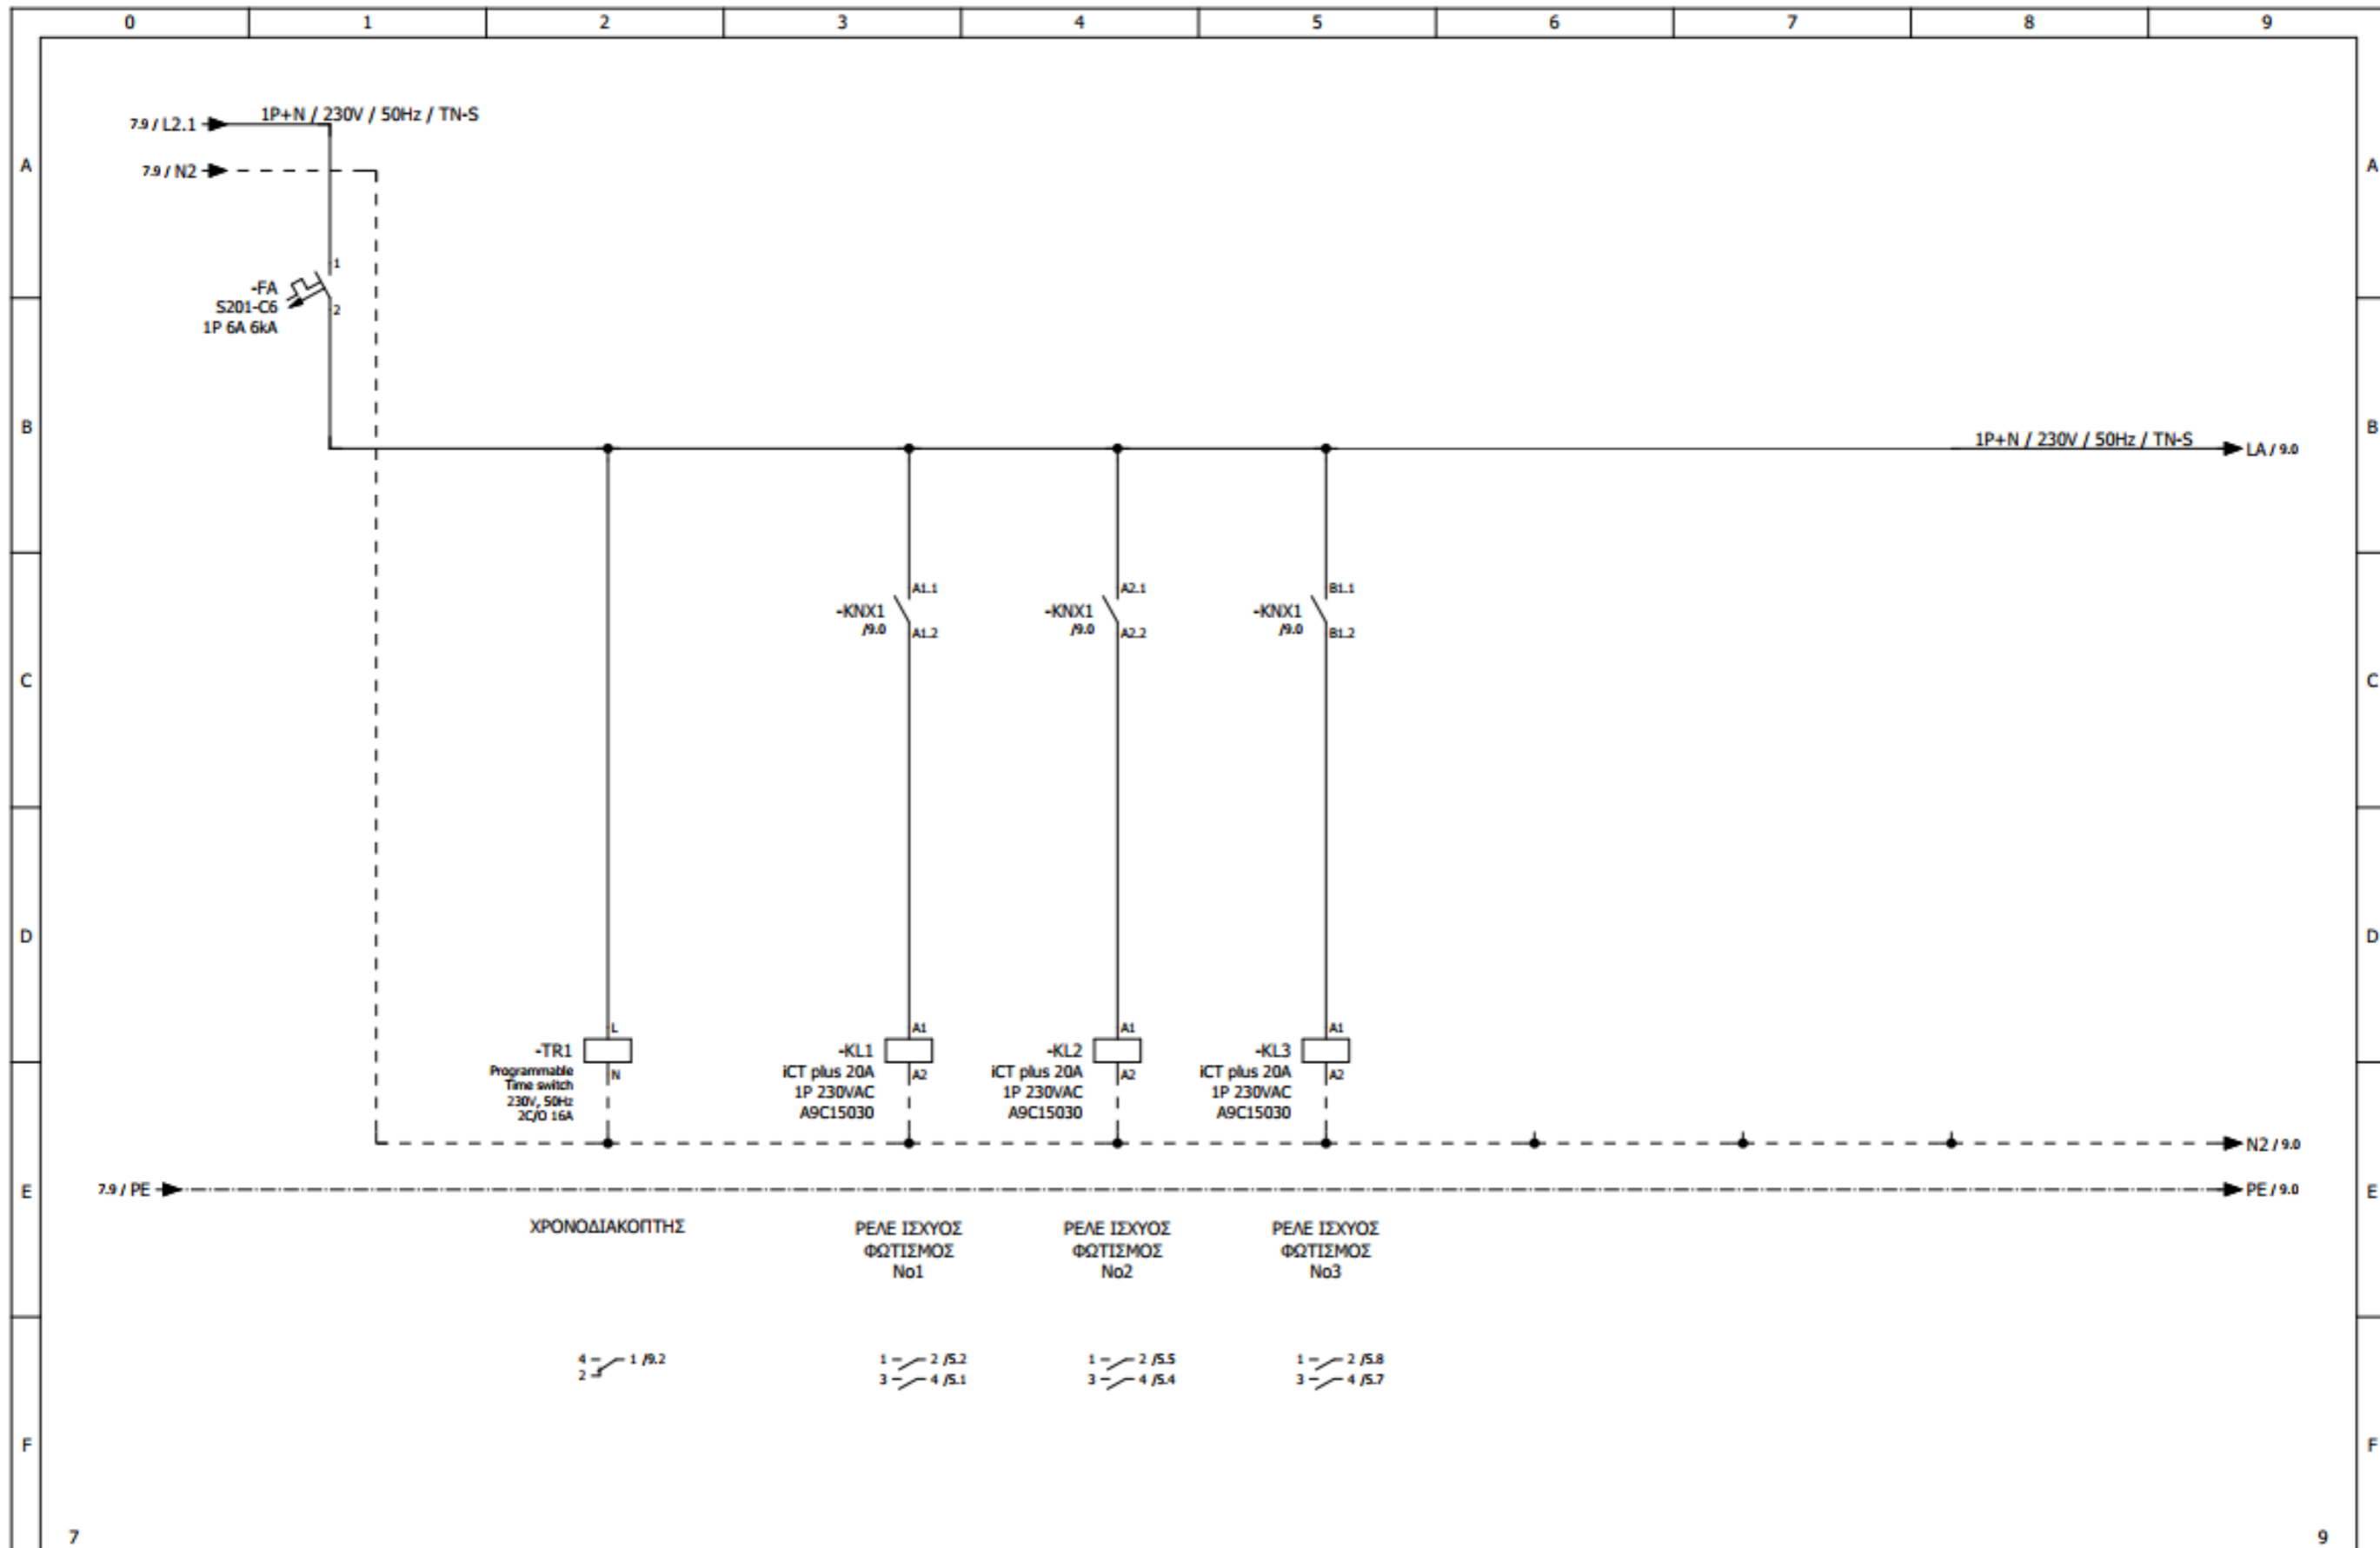 0 1 2 3 4 5 6 7 8 9
7.9 / L2.1
1P+N / 230V / 50Hz / TN-S
A
7.9 / N2
A
1
-FA
S201-C6
2
1P 6A 6kA
B
1P+N / 230V / 50Hz / TN-S
LA / 9.0
B
A1.1
A2.1
B1.1
-KNX1
-KNX1
-KNX1
/9.0
/9.0
/9.0
A1.2
A2.2
B1.2
C
C
D
D
L
A1
A1
A1
-TR1
-KL1
-KL2
-KL3
N
A2
A2
A2
Programmable
Time switch
230V, 50Hz
2C/O 16A
iCT plus 20A
1P 230VAC
A9C15030
iCT plus 20A
1P 230VAC
A9C15030
iCT plus 20A
1P 230VAC
A9C15030
N2 / 9.0
E
7.9 / PE
PE / 9.0
E
ΧΡΟΝΟΔΙΑΚΟΠΤΗΣ
ΡΕΛΕ ΙΣΧΥΟΣ
ΦΩΤΙΣΜΟΣ
No1
ΡΕΛΕ ΙΣΧΥΟΣ
ΦΩΤΙΣΜΟΣ
No2
ΡΕΛΕ ΙΣΧΥΟΣ
ΦΩΤΙΣΜΟΣ
No3
4 1 /9.2
2
1 2 /5.2
3 4 /5.1
1 2 /5.5
3 4 /5.4
1 2 /5.8
3 4 /5.7
F
F
7
9